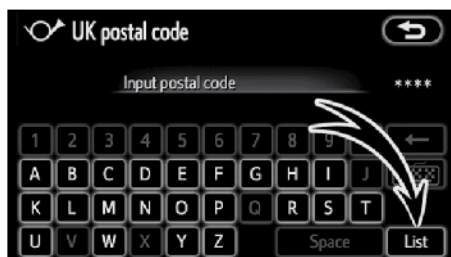 UK postal code
Input postal code ****
1 2 3 4 5 6 7 8 9 ←
A B C D E F G H I J
K L M N O P Q R S T
U V W X Y Z Space List